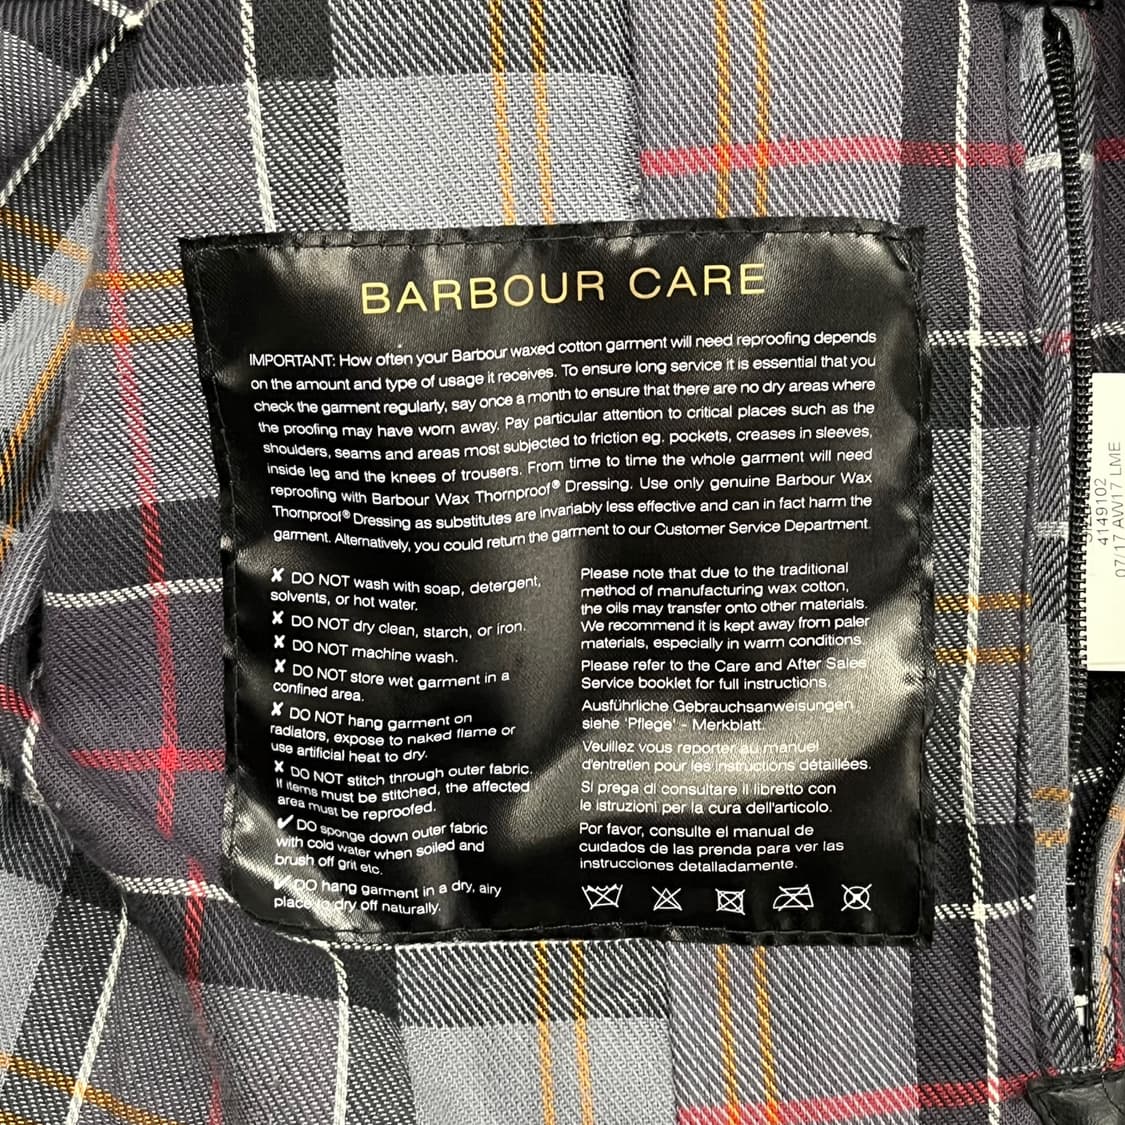 BARBOUR CARE
IMPORTANT: How often your Barbour waxed cotton garment will need reproofing depends
on the amount and type of usage it receives. To ensure long service it is essential that you
check the garment regularly, say once a month to ensure that there are no dry areas where
the proofing may have worn away. Pay particular attention to critical places such as the
shoulders, seams and areas most subjected to friction eg. pockets, creases in sleeves,
inside leg and the knees of trousers. From time to time the whole garment will need
reproofing with Barbour Wax Thornproof® Dressing. Use only genuine Barbour Wax
Thornproof® Dressing as substitutes are invariably less effective and can in fact harm the
garment. Alternatively, you could return the garment to our Customer Service Department.
✘ DO NOT wash with soap, detergent,
solvents, or hot water.
✘ DO NOT dry clean, starch, or iron.
✘ DO NOT machine wash.
✘ DO NOT store wet garment in a
confined area.
✘ DO NOT hang garment on
radiators, expose to naked flame or
use artificial heat to dry.
✘ DO NOT stitch through outer fabric.
If items must be stitched, the affected
area must be reproofed.
✔ DO sponge down outer fabric
with cold water when soiled and
brush off grit etc.
✔ DO hang garment in a dry, airy
place to dry off naturally.
Please note that due to the traditional
method of manufacturing wax cotton,
the oils may transfer onto other materials.
We recommend it is kept away from paler
materials, especially in warm conditions.
Please refer to the Care and After Sales
Service booklet for full instructions.
Ausführliche Gebrauchsanweisungen
siehe 'Pflege' - Merkblatt.
Veuillez vous reporter au manuel
d'entretien pour les instructions détaillées.
Si prega di consultare il libretto con
le istruzioni per la cura dell'articolo.
Por favor, consulte el manual de
cuidados de las prenda para ver las
instrucciones detalladamente.
4149102
07/17 AW17 LME